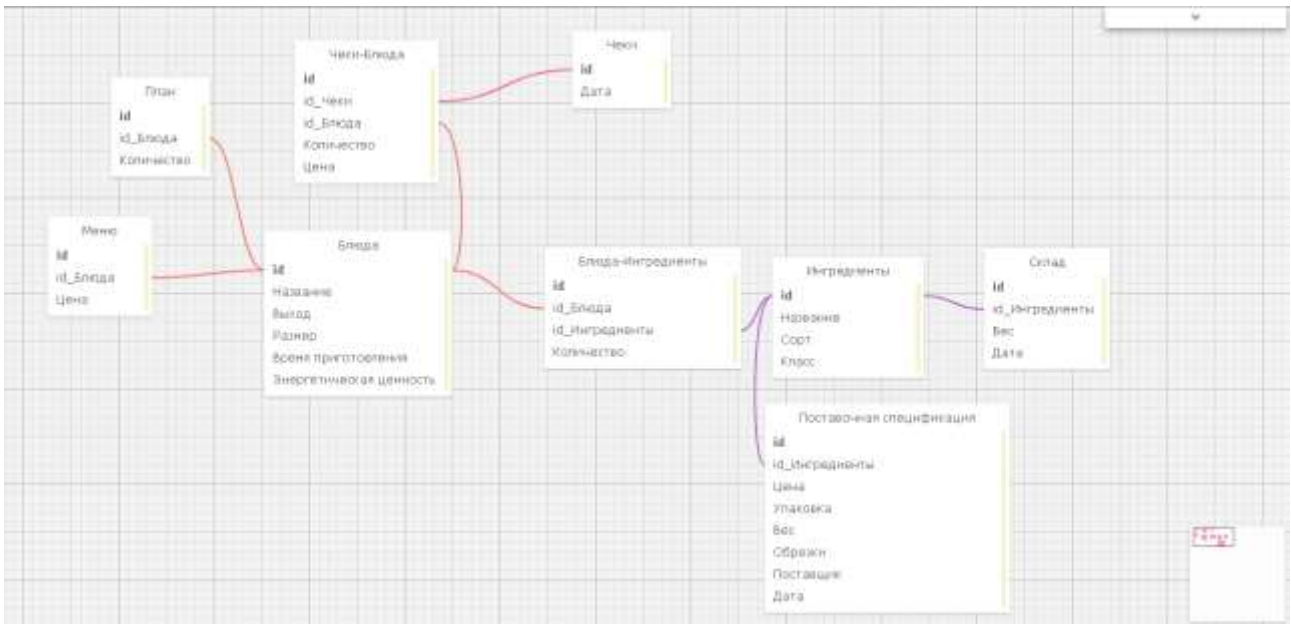 План
id
id_Блюда
Количество
Чеки-Блюда
id
id_Чеки
id_Блюда
Количество
Цена
Чеки
id
Дата
Меню
id
id_Блюда
Цена
Блюда
id
Название
Выход
Размер
Время приготовления
Энергетическая ценность
Блюда-Ингредиенты
id
id_Блюда
id_Ингредиенты
Количество
Ингредиенты
id
Название
Сорт
Класс
Склад
id
id_Ингредиенты
Вес
Дата
Поставочная спецификация
id
id_Ингредиенты
Цена
Упаковка
Вес
Обрезки
Поставщик
Дата